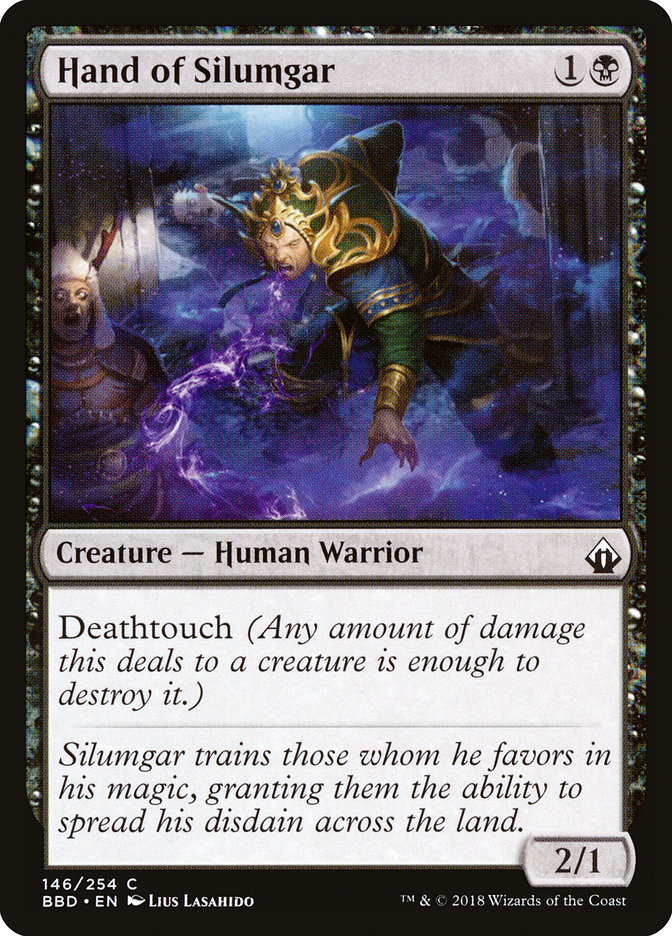 Hand of Silumgar 1
Creature — Human Warrior
Deathtouch (Any amount of damage
this deals to a creature is enough to
destroy it.)
Silumgar trains those whom he favors in
his magic, granting them the ability to
spread his disdain across the land.
2/1
146/254 C
BBD • EN Lius Lasahido
™ & © 2018 Wizards of the Coast